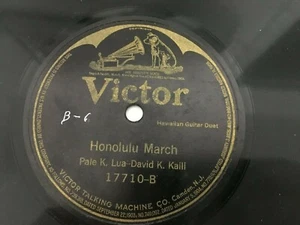 Victor
Hawaiian Guitar Duet
B-6
Honolulu March
Pale K. Lua-David K. Kaili
17710-B
VICTOR TALKING MACHINE CO. Camden, N.J.